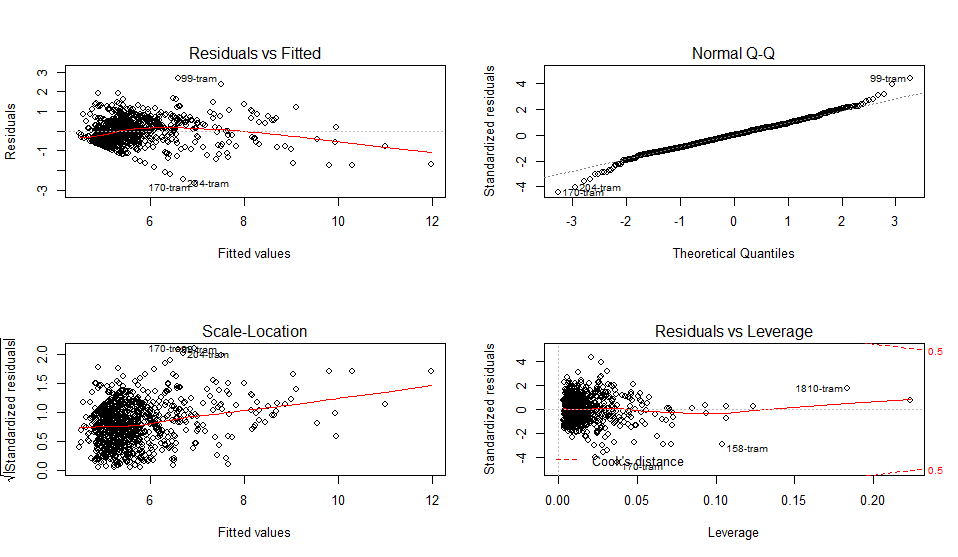 Residuals vs Fitted
Residuals
3
2
1
-1
-3
99-tram
170-tram
204-tram
6
8
10
12
Fitted values
Normal Q-Q
Standardized residuals
4
2
0
-2
-4
99-tram
170-tram
204-tram
-3
-2
-1
0
1
2
3
Theoretical Quantiles
Scale-Location
√|Standardized residuals|
2.0
1.5
1.0
0.5
0.0
170-tram
204-tram
6
8
10
12
Fitted values
Residuals vs Leverage
Standardized residuals
4
2
0
-2
-4
0.5
1810-tram
158-tram
170-tram
Cook's distance
0.5
0.00
0.05
0.10
0.15
0.20
Leverage